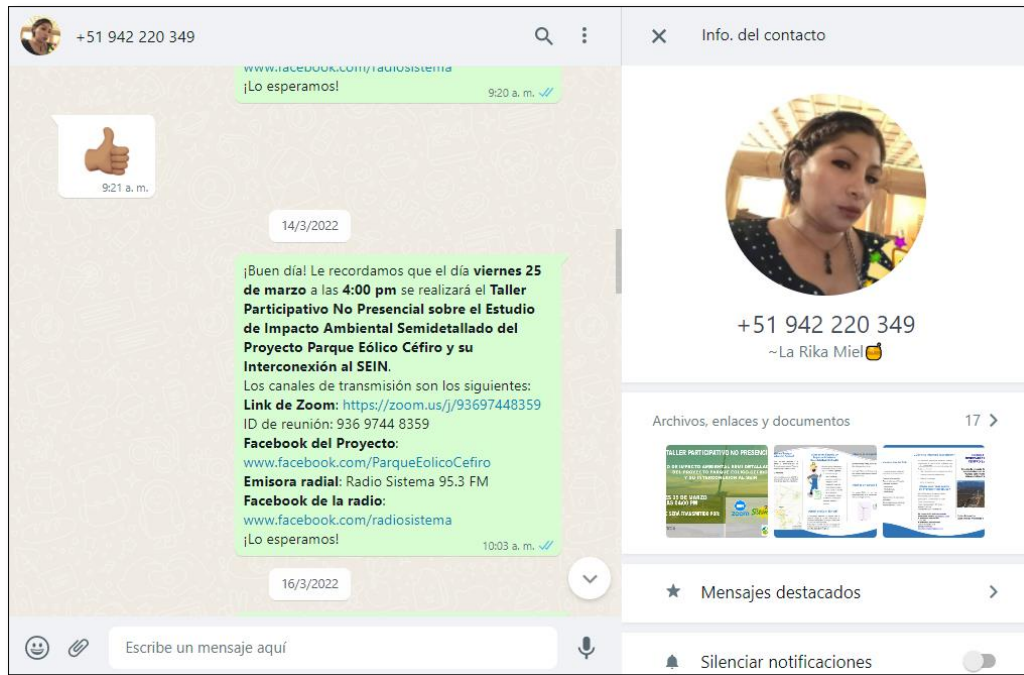 +51 942 220 349
www.facebook.com/radiosistema
¡Lo esperamos!
9:20 a. m.
9:21 a. m.
14/3/2022
¡Buen día! Le recordamos que el día viernes 25
de marzo a las 4:00 pm se realizará el Taller
Participativo No Presencial sobre el Estudio
de Impacto Ambiental Semidetallado del
Proyecto Parque Eólico Céfiro y su
Interconexión al SEIN.
Los canales de transmisión son los siguientes:
Link de Zoom: https://zoom.us/j/93697448359
ID de reunión: 936 9744 8359
Facebook del Proyecto:
www.facebook.com/ParqueEolicoCefiro
Emisora radial: Radio Sistema 95.3 FM
Facebook de la radio:
www.facebook.com/radiosistema
¡Lo esperamos!
10:03 a. m.
16/3/2022
Escribe un mensaje aquí
Info. del contacto
+51 942 220 349
~La Rika Miel
Archivos, enlaces y documentos
17
TALLER PARTICIPATIVO NO PRESENC
zoom
Mensajes destacados
Silenciar notificaciones